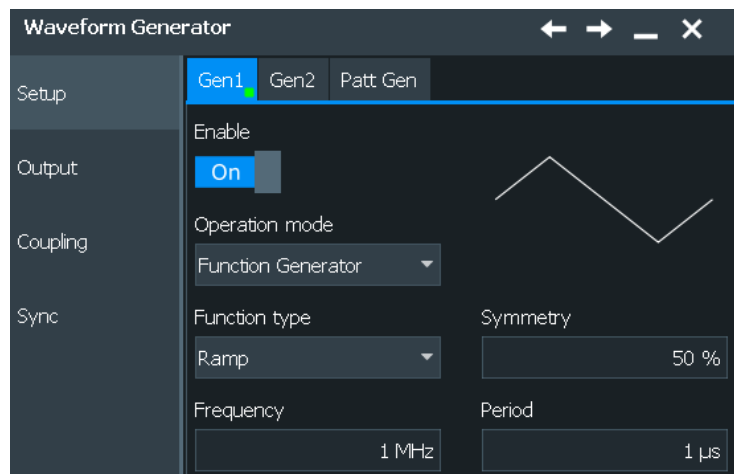 Waveform Generator
Setup
Output
Coupling
Sync
Gen1 Gen2 Patt Gen
Enable
On
Operation mode
Function Generator
Function type Symmetry
Ramp 50 %
Frequency Period
1 MHz 1 µs